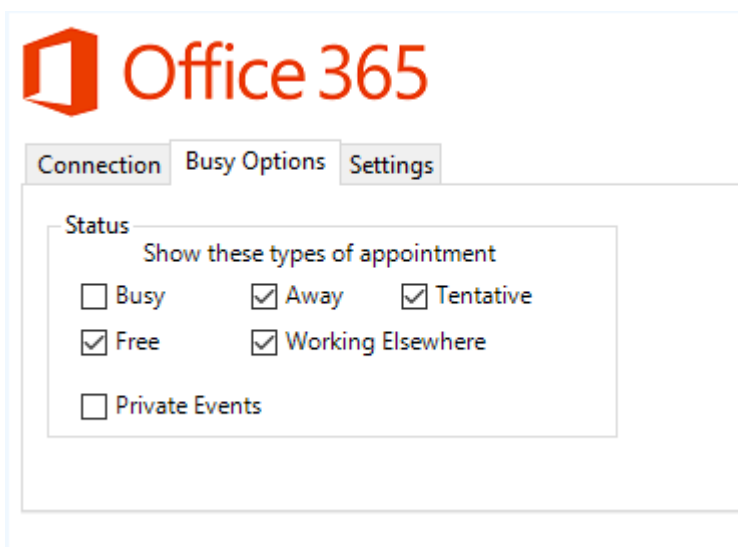 Office 365
Connection Busy Options Settings
Status
Show these types of appointment
Busy Away Tentative
Free Working Elsewhere
Private Events